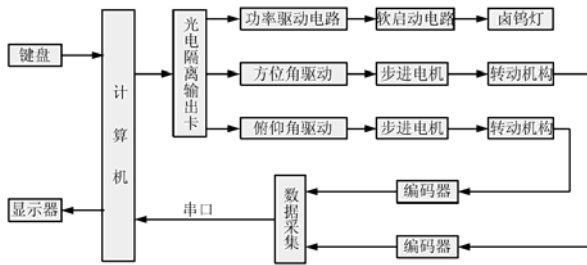 键盘
显示器
计算机
光电隔离输出卡
功率驱动电路
软启动电路
卤钨灯
方位角驱动
步进电机
转动机构
俯仰角驱动
步进电机
转动机构
串口
数据采集
编码器
编码器